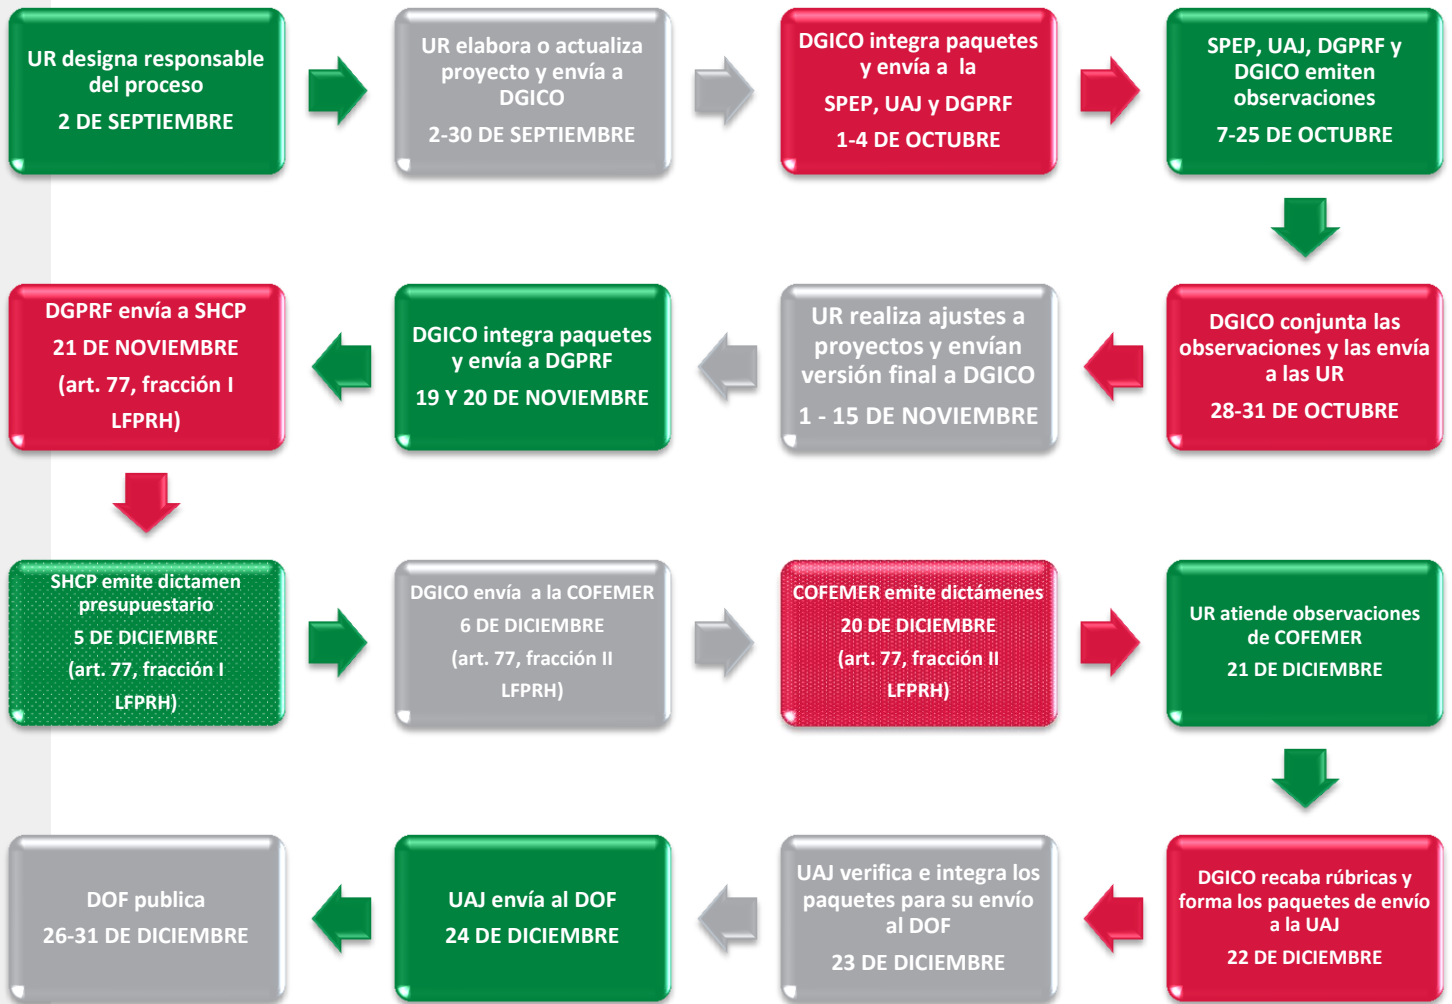 UR designa responsable
del proceso
2 DE SEPTIEMBRE
UR elabora o actualiza
proyecto y envía a
DGICO
2-30 DE SEPTIEMBRE
DGICO integra paquetes
y envía a la
SPEP, UAJ y DGPRF
1-4 DE OCTUBRE
SPEP, UAJ, DGPRF y
DGICO emiten
observaciones
7-25 DE OCTUBRE
DGICO conjunta las
observaciones y las envía
a las UR
28-31 DE OCTUBRE
UR realiza ajustes a
proyectos y envían
versión final a DGICO
1 - 15 DE NOVIEMBRE
DGICO integra paquetes
y envía a DGPRF
19 Y 20 DE NOVIEMBRE
DGPRF envía a SHCP
21 DE NOVIEMBRE
(art. 77, fracción I
LFPRH)
SHCP emite dictamen
presupuestario
5 DE DICIEMBRE
(art. 77, fracción I
LFPRH)
DGICO envía a la COFEMER
6 DE DICIEMBRE
(art. 77, fracción II
LFPRH)
COFEMER emite dictámenes
20 DE DICIEMBRE
(art. 77, fracción II
LFPRH)
UR atiende observaciones
de COFEMER
21 DE DICIEMBRE
DGICO recaba rúbricas y
forma los paquetes de envío
a la UAJ
22 DE DICIEMBRE
UAJ verifica e integra los
paquetes para su envío
al DOF
23 DE DICIEMBRE
UAJ envía al DOF
24 DE DICIEMBRE
DOF publica
26-31 DE DICIEMBRE